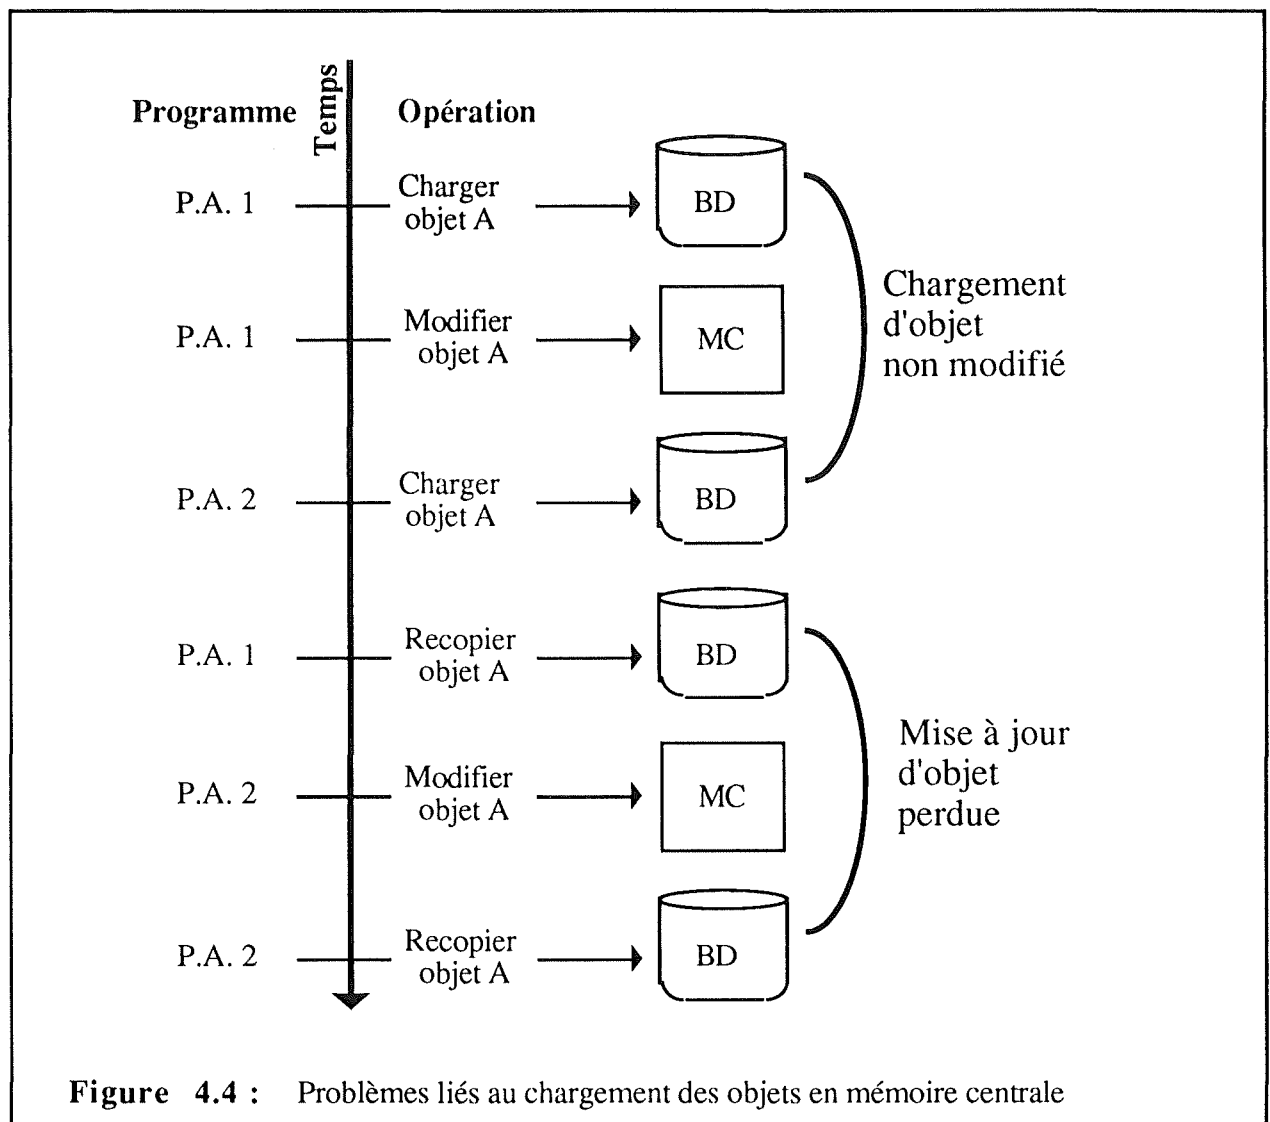 Temps
Programme Opération
P.A. 1 Charger
objet A
BD
P.A. 1 Modifier
objet A
MC
Chargement
d'objet
non modifié
P.A. 2 Charger
objet A
BD
P.A. 1 Recopier
objet A
BD
P.A. 2 Modifier
objet A
MC
Mise à jour
d'objet
perdue
P.A. 2 Recopier
objet A
BD
Figure 4.4 : Problèmes liés au chargement des objets en mémoire centrale